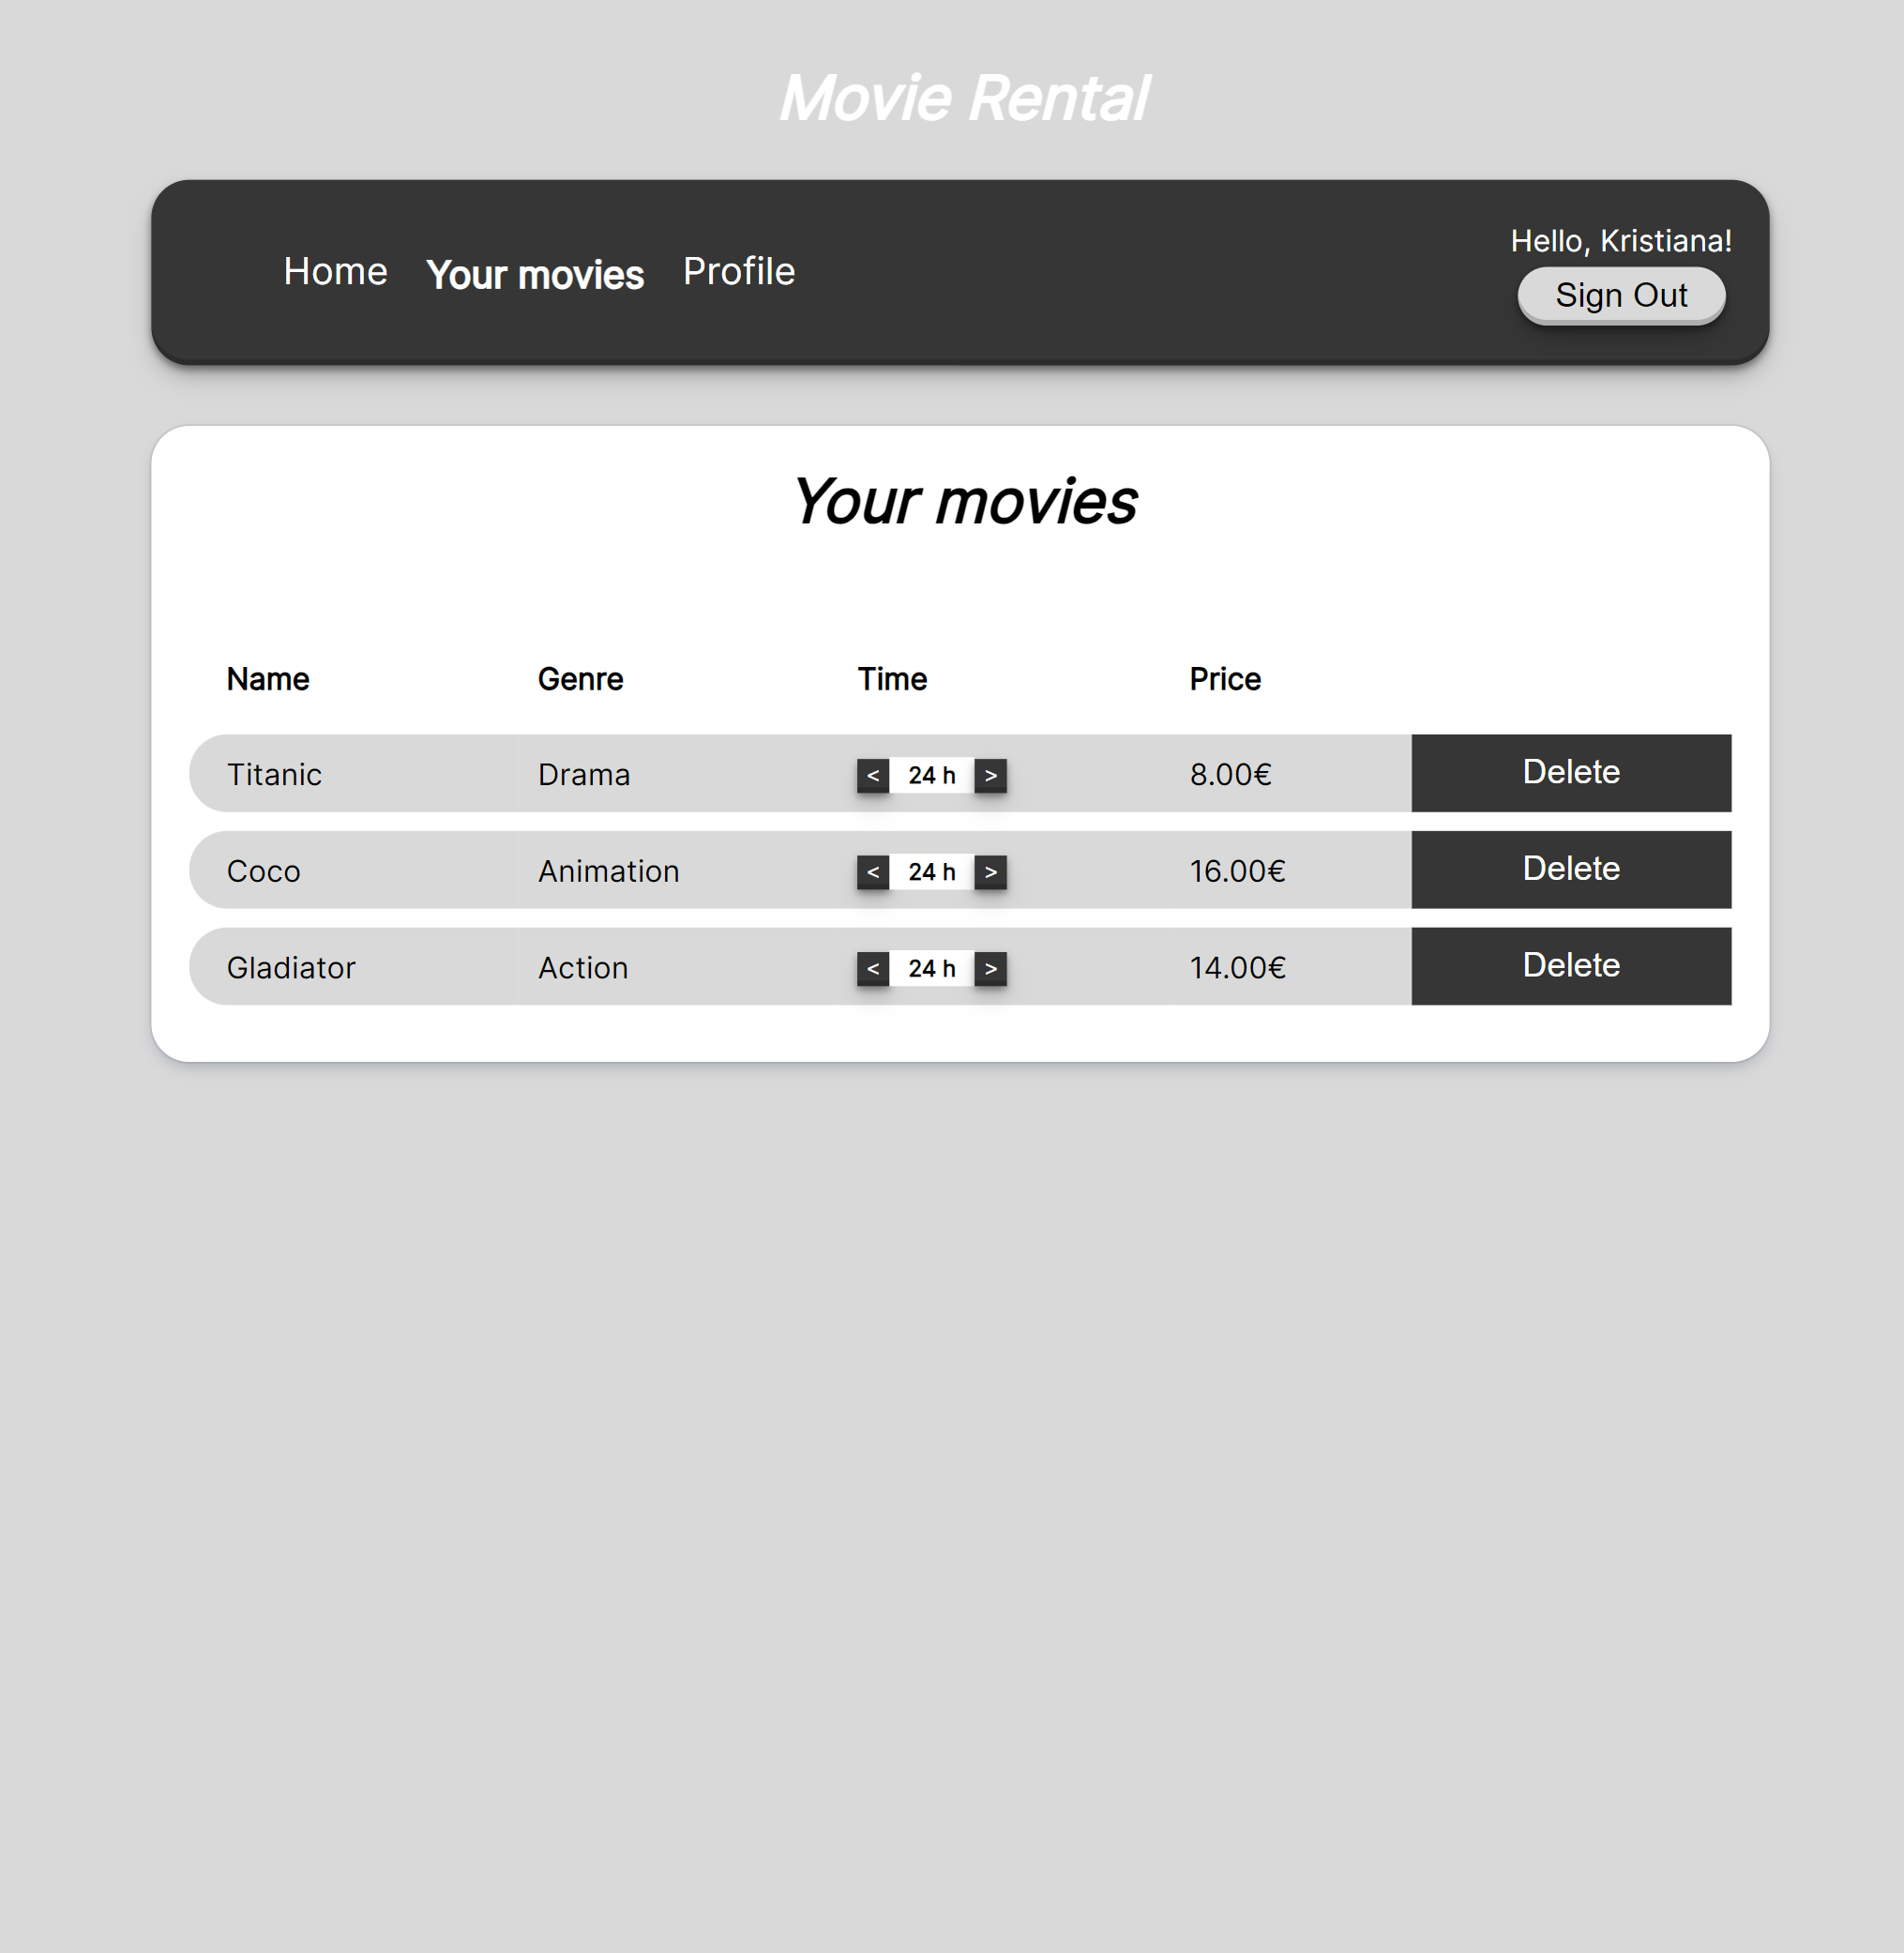 Movie Rental
Home Your movies Profile
Hello, Kristiana!
Sign Out
Your movies
Name Genre Time Price
Titanic Drama < 24 h > 8.00€ Delete
Coco Animation < 24 h > 16.00€ Delete
Gladiator Action < 24 h > 14.00€ Delete